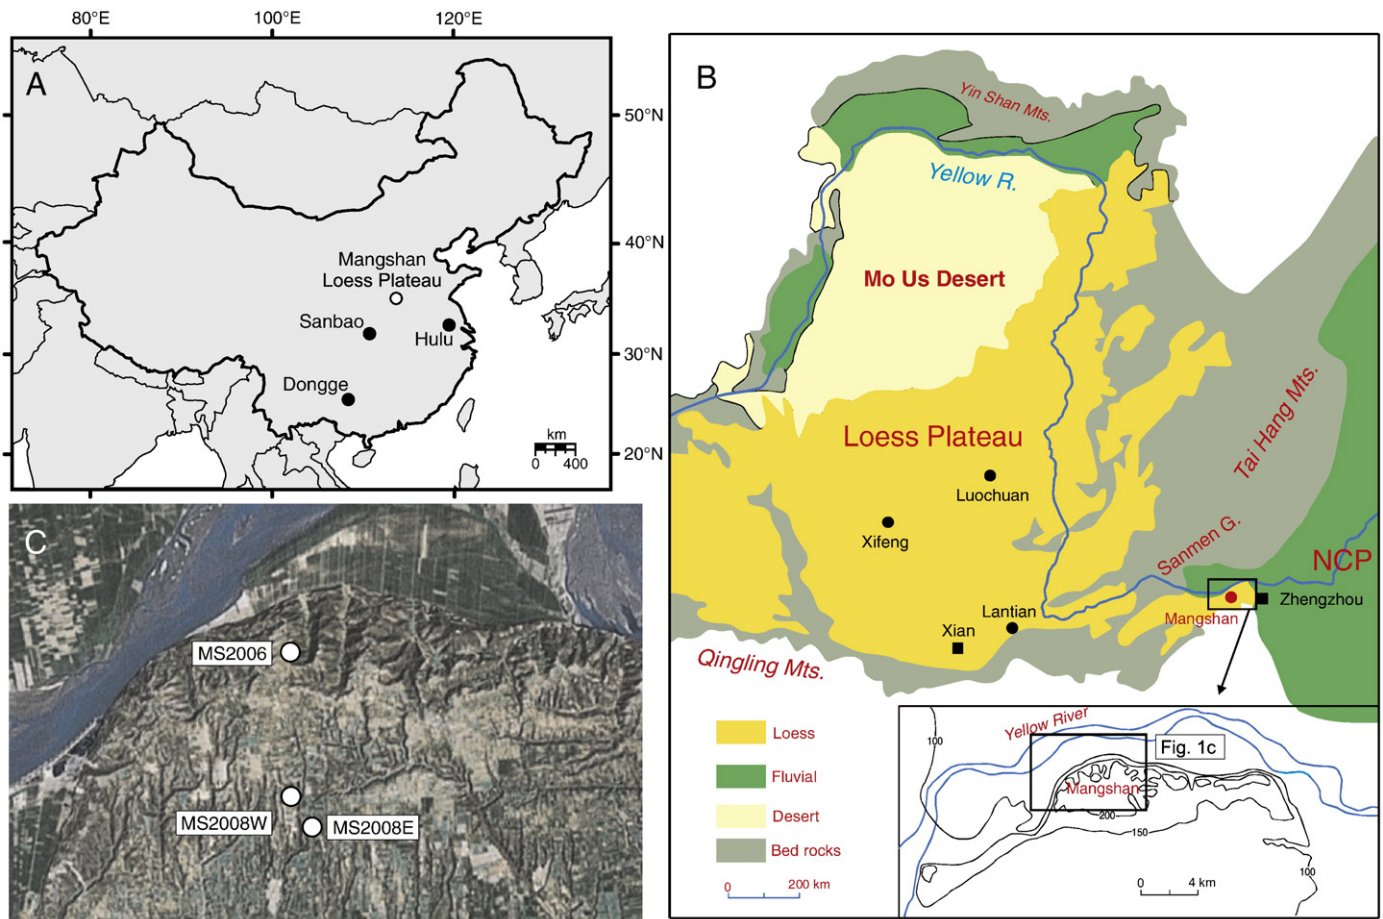 80°E
100°E
120°E
A
50°N
40°N
30°N
20°N
Mangshan
Loess Plateau
Sanbao
Hulu
Dongge
km
0 400
B
Yin Shan Mts.
Yellow R.
Mo Us Desert
Loess Plateau
Tai Hang Mts.
Luochuan
Xifeng
Sanmen G.
NCP
Lantian
Zhengzhou
Mangshan
Xian
Qingling Mts.
Loess
Fluvial
Desert
Bed rocks
0 200 km
Yellow River
100
Fig. 1c
Mangshan
200
150
100
0 4 km
C
MS2006
MS2008W
MS2008E